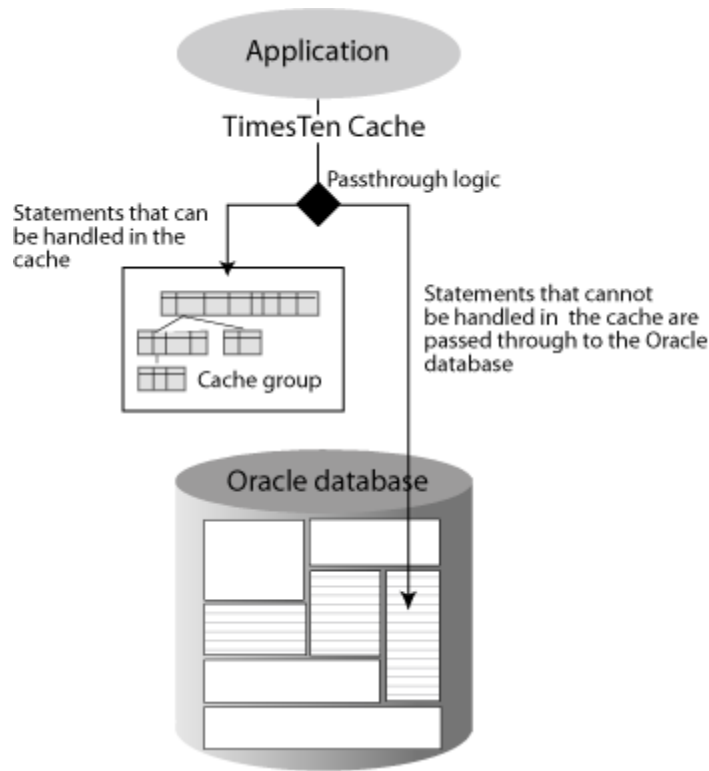 Application
TimesTen Cache
Passthrough logic
Statements that can
be handled in the
cache
Statements that cannot
be handled in the cache are
passed through to the Oracle
database
Cache group
Oracle database